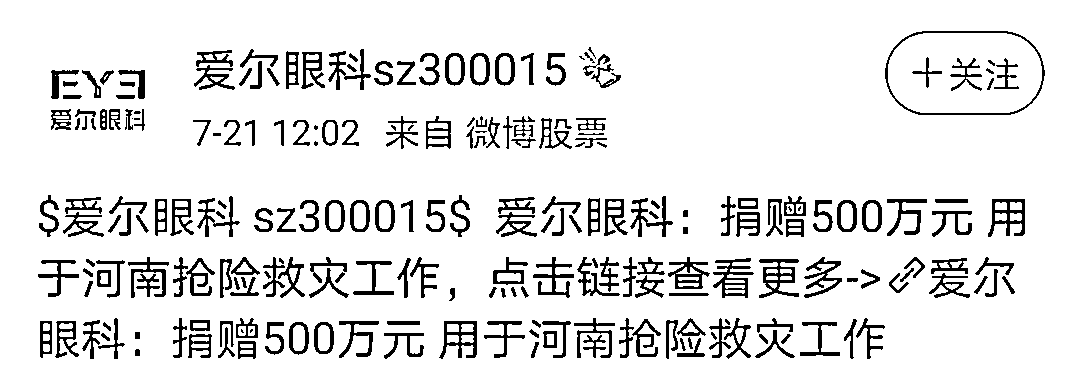 爱尔眼科sz300015
EYE
爱尔眼科
+关注
7-21 12:02 来自 微博股票
$爱尔眼科 sz300015$ 爱尔眼科：捐赠500万元 用
于河南抢险救灾工作，点击链接查看更多->爱尔
眼科：捐赠500万元 用于河南抢险救灾工作